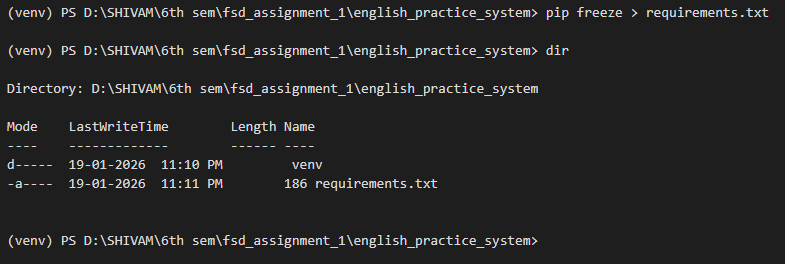 (venv) PS D:\SHIVAM\6th sem\fsd_assignment_1\english_practice_system> pip freeze > requirements.txt
(venv) PS D:\SHIVAM\6th sem\fsd_assignment_1\english_practice_system> dir
Directory: D:\SHIVAM\6th sem\fsd_assignment_1\english_practice_system
Mode    LastWriteTime        Length Name
----    -------------        ------ ----
d-----  19-01-2026  11:10 PM         venv
-a----  19-01-2026  11:11 PM        186 requirements.txt
(venv) PS D:\SHIVAM\6th sem\fsd_assignment_1\english_practice_system>